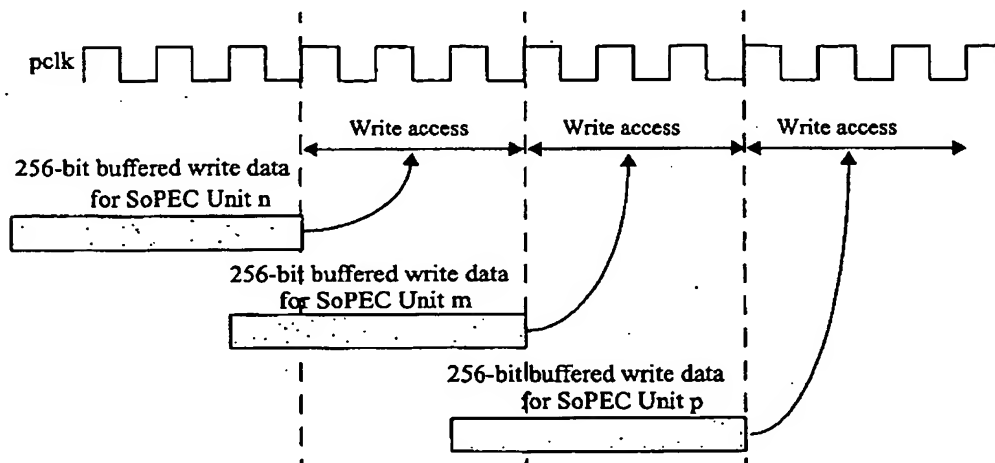 pclk
Write access
Write access
Write access
256-bit buffered write data
for SoPEC Unit n
256-bit buffered write data
for SoPEC Unit m
256-bit buffered write data
for SoPEC Unit p